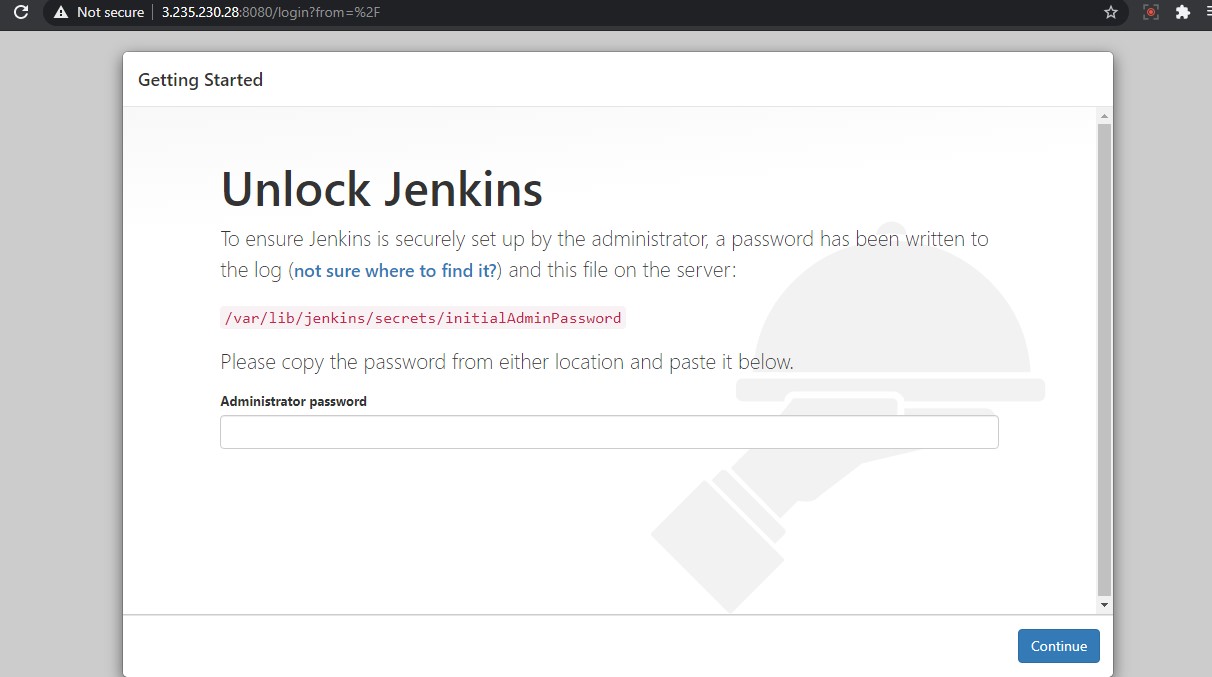 Not secure | 3.235.230.28:8080/login?from=%2F
Getting Started
Unlock Jenkins
To ensure Jenkins is securely set up by the administrator, a password has been written to
the log (not sure where to find it?) and this file on the server:
/var/lib/jenkins/secrets/initialAdminPassword
Please copy the password from either location and paste it below.
Administrator password
Continue